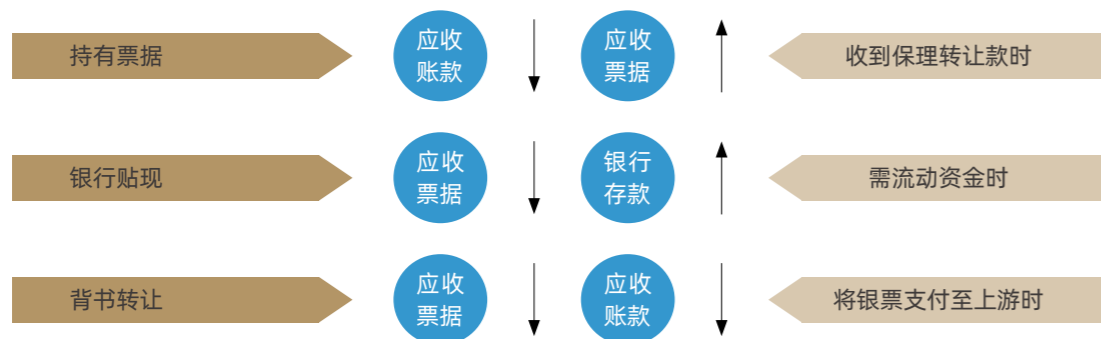 持有票据
应收
账款
应收
票据
收到保理转让款时
银行贴现
应收
票据
银行
存款
需流动资金时
背书转让
应收
票据
应收
账款
将银票支付至上游时